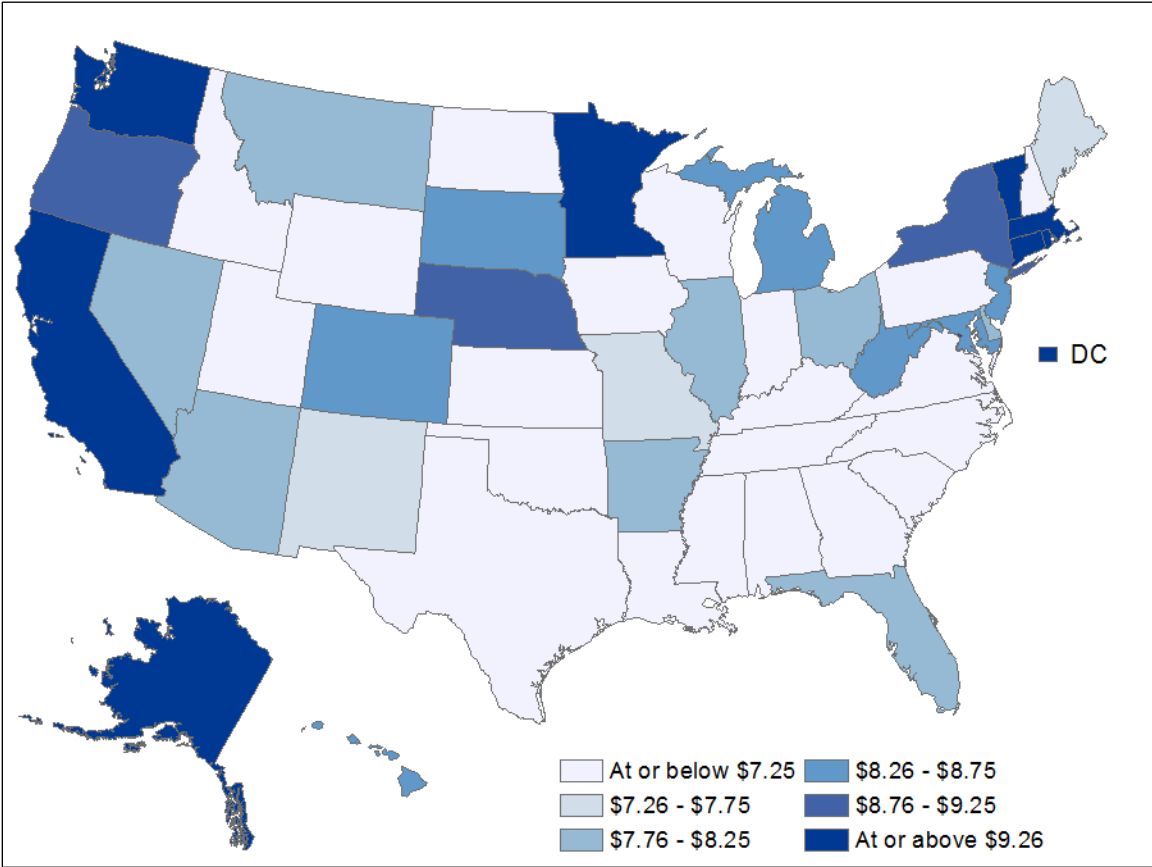 DC
At or below $7.25
$7.26 - $7.75
$7.76 - $8.25
$8.26 - $8.75
$8.76 - $9.25
At or above $9.26